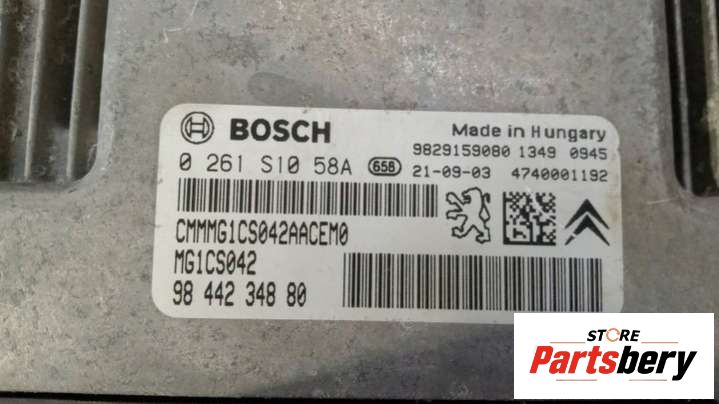 BOSCH
Made in Hungary
9829159080 1349 0945
0 261 S10 58A 65B 21-09-03 4740001192
CMMMG1CS042AACEM0
MG1CS042
98 442 348 80
STORE
Partsbery